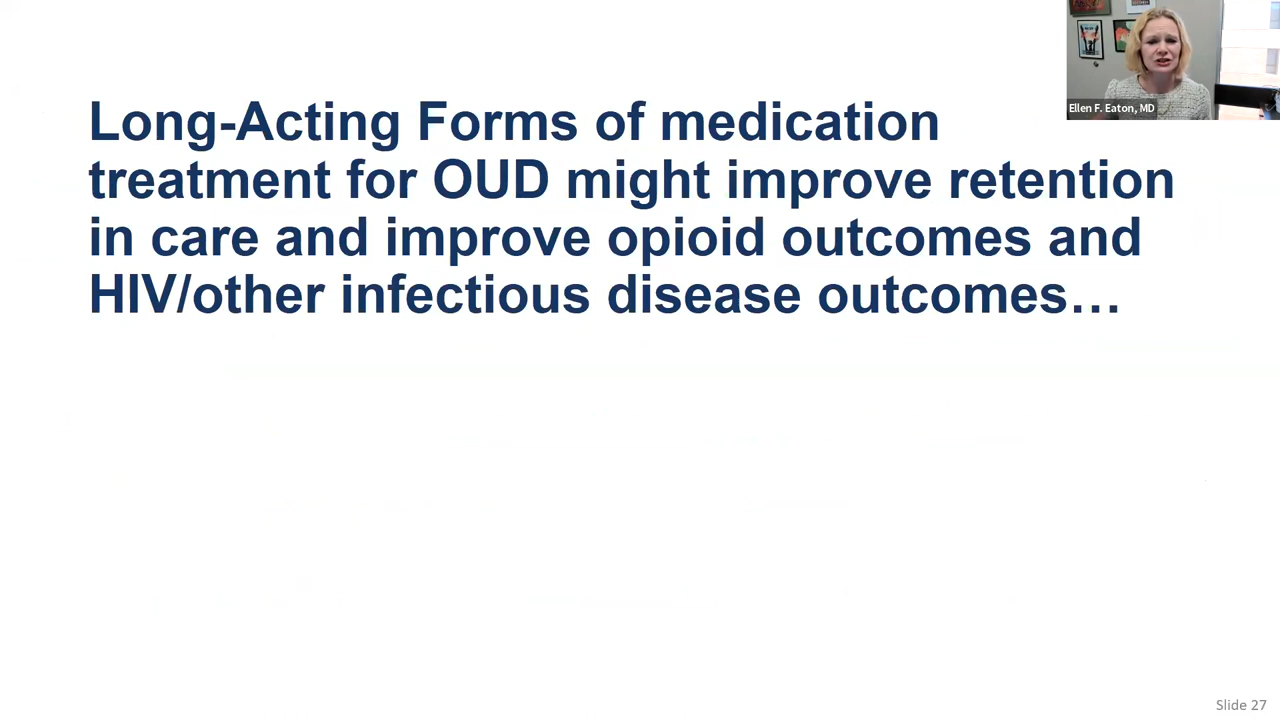 Ellen F. Eaton, MD
Long-Acting Forms of medication
treatment for OUD might improve retention
in care and improve opioid outcomes and
HIV/other infectious disease outcomes…
Slide 27